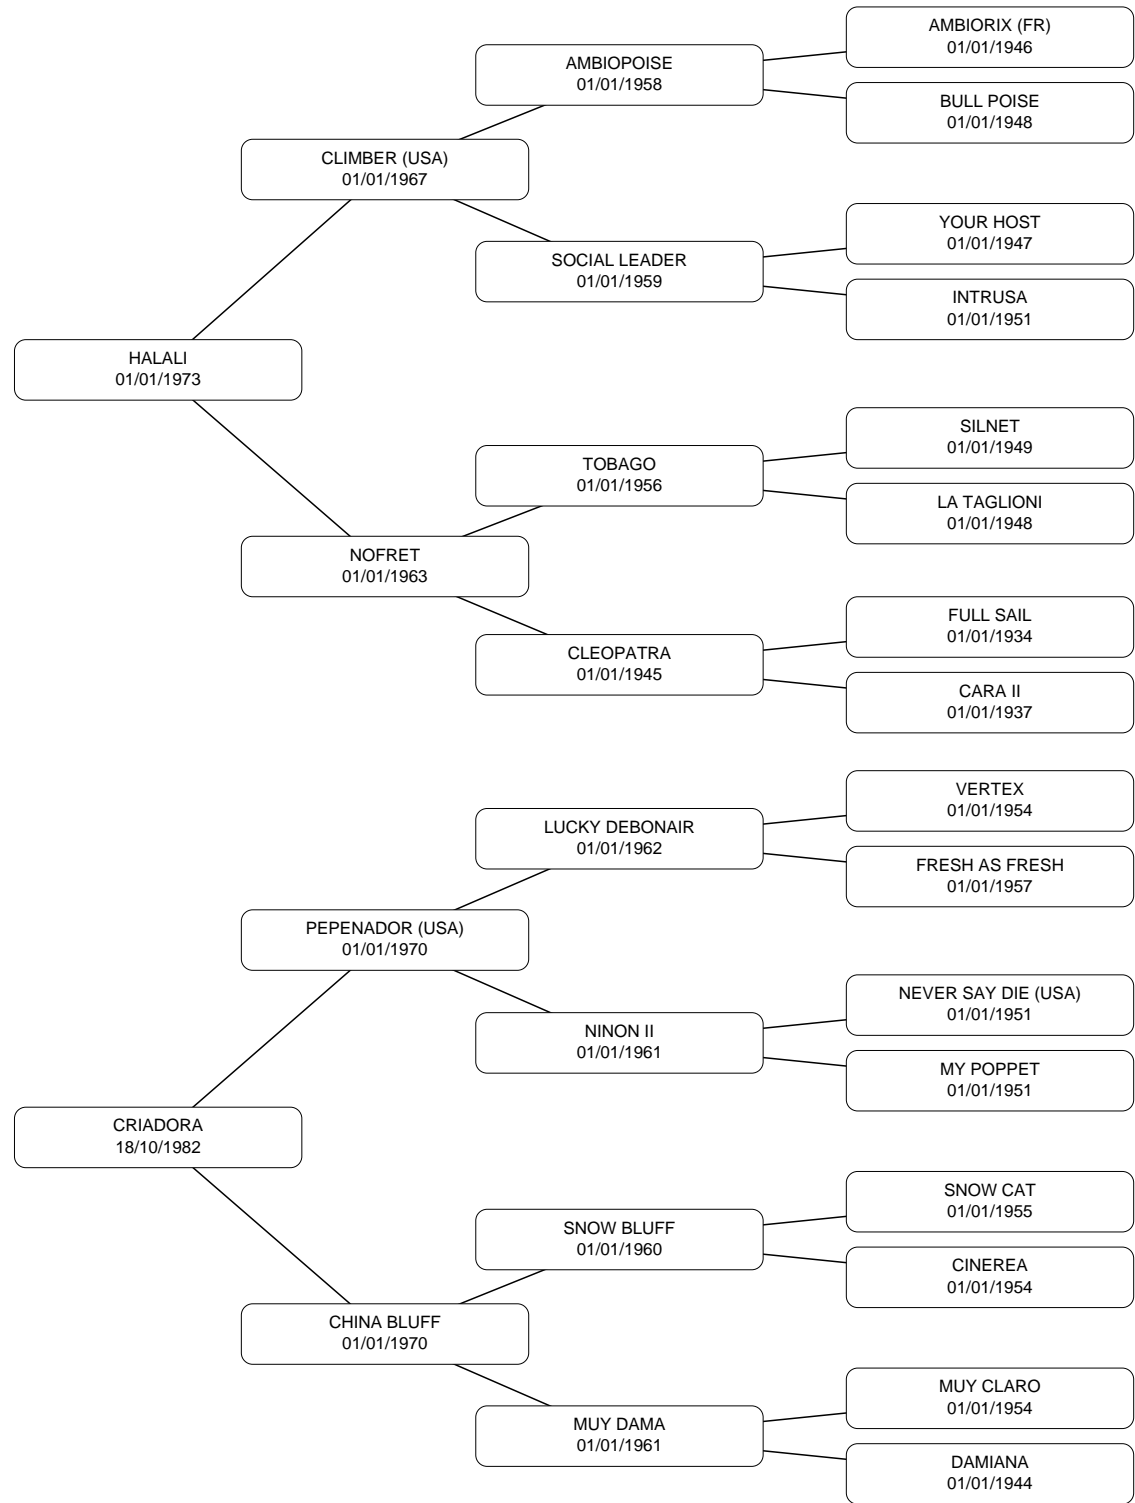 AMBIORIX (FR)
01/01/1946
AMBIOPOISE
01/01/1958
BULL POISE
01/01/1948
CLIMBER (USA)
01/01/1967
YOUR HOST
01/01/1947
SOCIAL LEADER
01/01/1959
INTRUSA
01/01/1951
HALALI
01/01/1973
SILNET
01/01/1949
TOBAGO
01/01/1956
LA TAGLIONI
01/01/1948
NOFRET
01/01/1963
FULL SAIL
01/01/1934
CLEOPATRA
01/01/1945
CARA II
01/01/1937
VERTEX
01/01/1954
LUCKY DEBONAIR
01/01/1962
FRESH AS FRESH
01/01/1957
PEPENADOR (USA)
01/01/1970
NEVER SAY DIE (USA)
01/01/1951
NINON II
01/01/1961
MY POPPET
01/01/1951
CRIADORA
18/10/1982
SNOW CAT
01/01/1955
SNOW BLUFF
01/01/1960
CINEREA
01/01/1954
CHINA BLUFF
01/01/1970
MUY CLARO
01/01/1954
MUY DAMA
01/01/1961
DAMIANA
01/01/1944